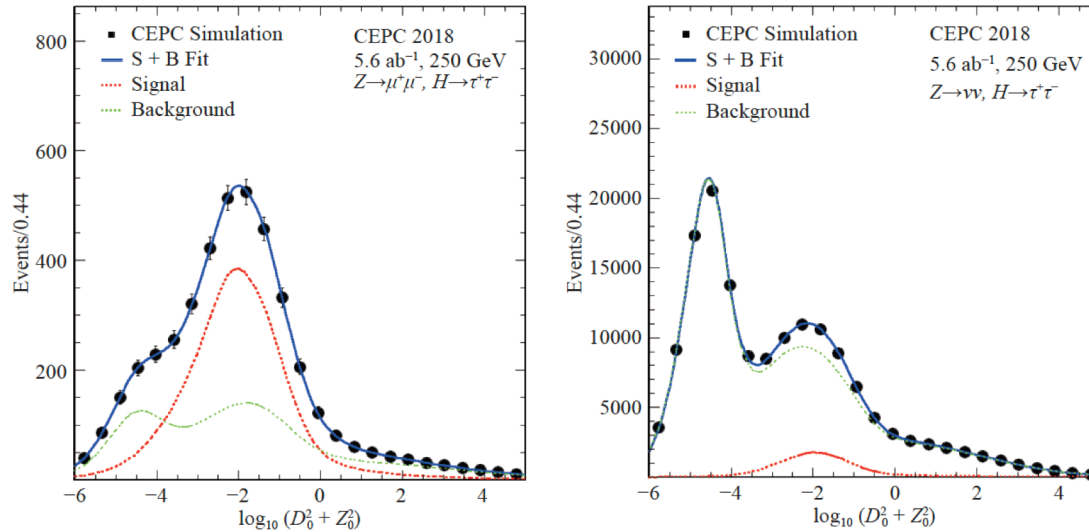 CEPC Simulation
S + B Fit
Signal
Background
CEPC 2018
5.6 ab⁻¹, 250 GeV
Z→μ⁺μ⁻, H→τ⁺τ⁻
Events/0.44
800
600
400
200
−6 −4 −2 0 2 4
log₁₀ (D₀² + Z₀²)
CEPC Simulation
S + B Fit
Signal
Background
CEPC 2018
5.6 ab⁻¹, 250 GeV
Z→νν, H→τ⁺τ⁻
Events/0.44
30000
25000
20000
15000
10000
5000
0
−6 −4 −2 0 2 4
log₁₀ (D₀² + Z₀²)